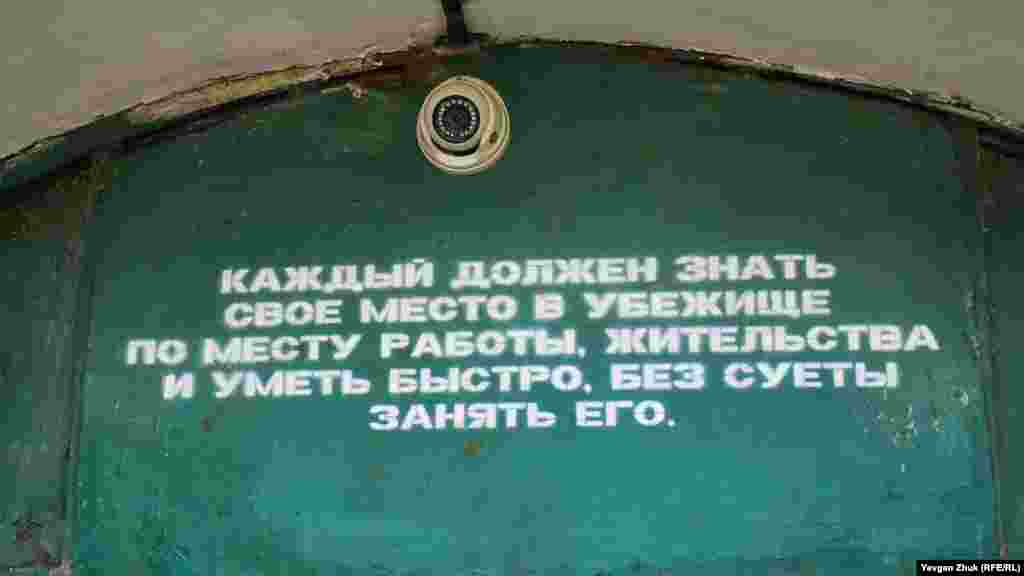 КАЖДЫЙ ДОЛЖЕН ЗНАТЬ
СВОЕ МЕСТО В УБЕЖИЩЕ
ПО МЕСТУ РАБОТЫ, ЖИТЕЛЬСТВА
И УМЕТЬ БЫСТРО, БЕЗ СУЕТЫ
ЗАНЯТЬ ЕГО.
Yevgan Zhuk (RFE/RL)